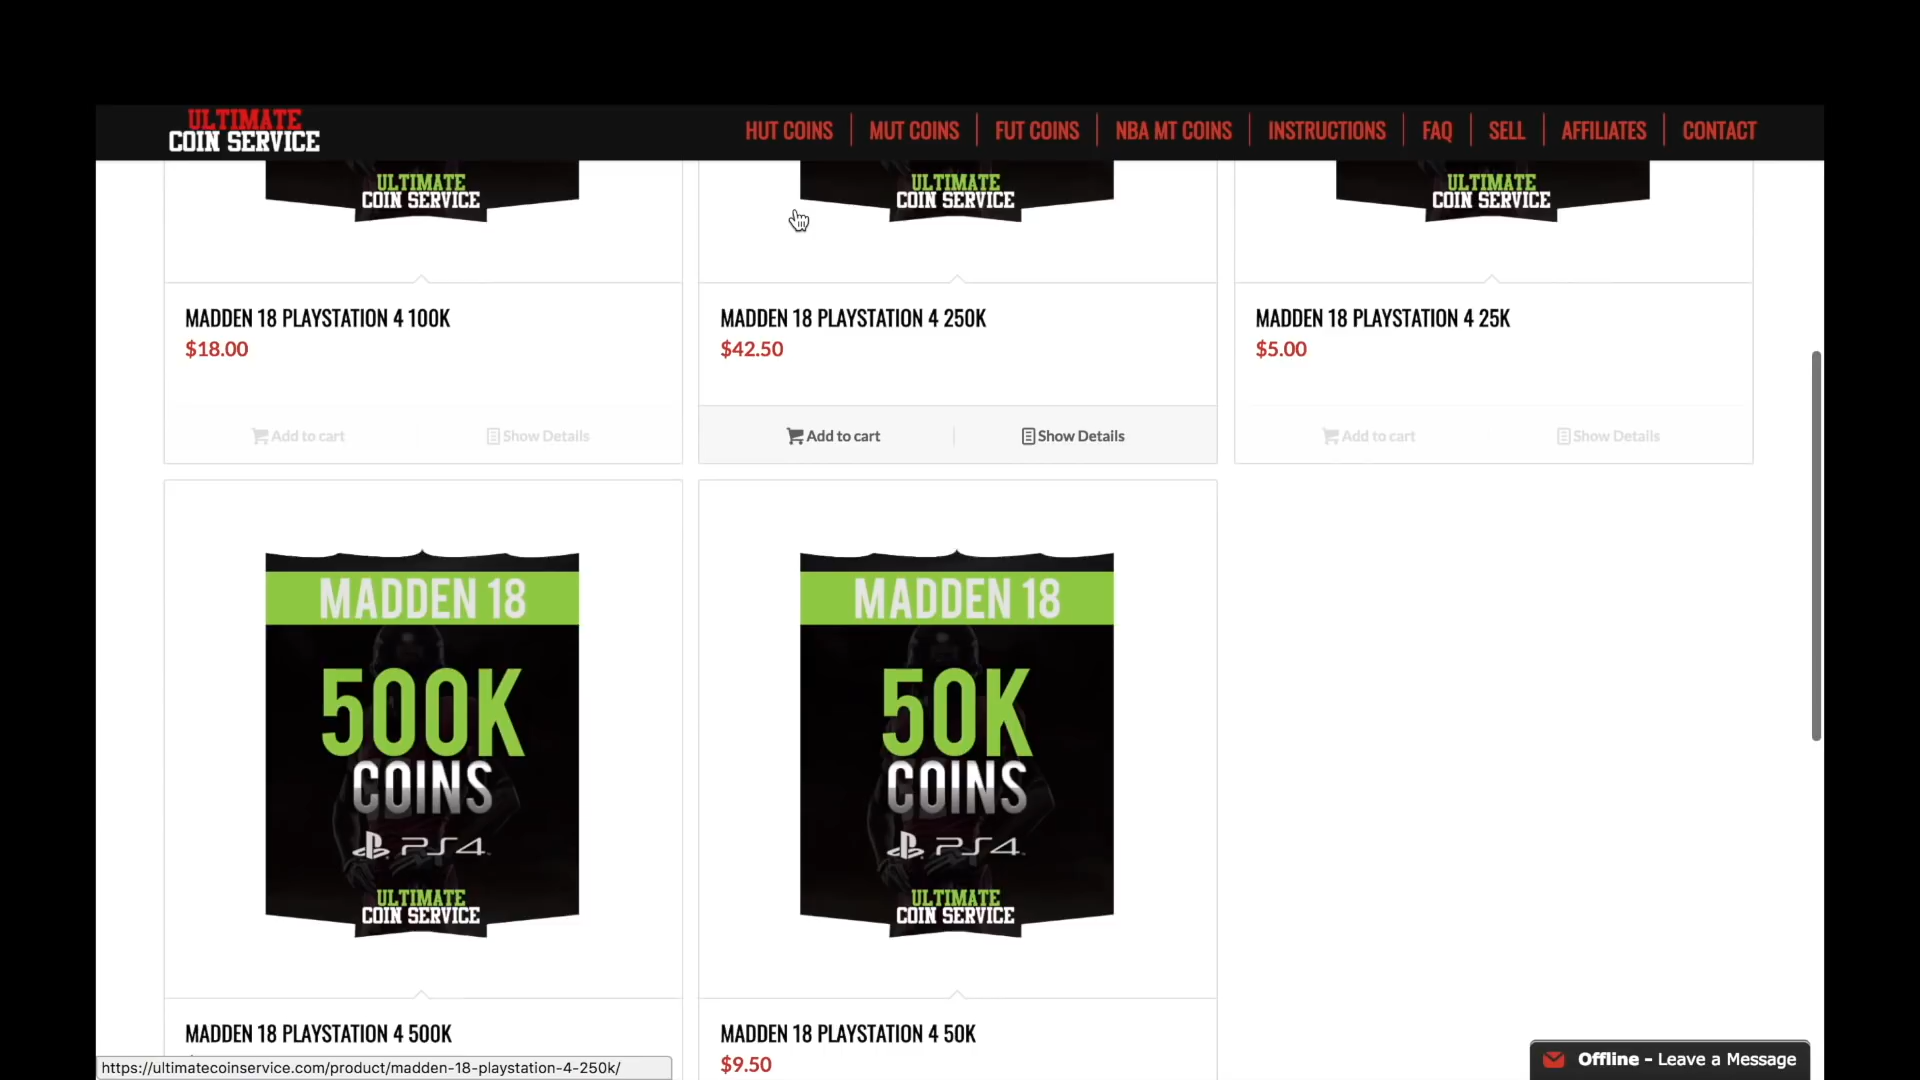 ULTIMATE
COIN SERVICE
HUT COINS
MUT COINS
FUT COINS
NBA MT COINS
INSTRUCTIONS
FAQ
SELL
AFFILIATES
CONTACT
ULTIMATE
COIN SERVICE
ULTIMATE
COIN SERVICE
ULTIMATE
COIN SERVICE
MADDEN 18 PLAYSTATION 4 100K
$18.00
Add to cart
Show Details
MADDEN 18 PLAYSTATION 4 250K
$42.50
Add to cart
Show Details
MADDEN 18 PLAYSTATION 4 25K
$5.00
Add to cart
Show Details
MADDEN 18
500K
COINS
PS4
ULTIMATE
COIN SERVICE
MADDEN 18 PLAYSTATION 4 500K
MADDEN 18
50K
COINS
PS4
ULTIMATE
COIN SERVICE
MADDEN 18 PLAYSTATION 4 50K
$9.50
https://ultimatecoinservice.com/product/madden-18-playstation-4-250k/
Offline - Leave a Message